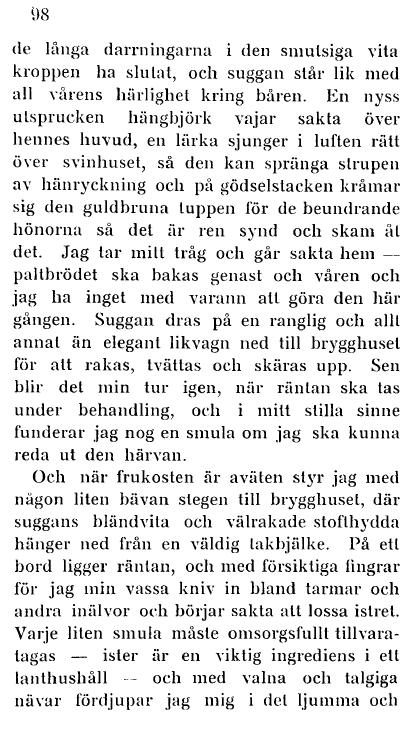 98
de långa darrningarna i den smutsiga vita
kroppen ha slutat, och suggan står lik med
all vårens härlighet kring båren. En nyss
utsprucken hängbjörk vajar sakta över
hennes huvud, en lärka sjunger i luften rätt
över svinhuset, så den kan spränga strupen
av hänryckning och på gödselstacken kråmar
sig den guldbruna tuppen för de beundrande
hönorna så det är ren synd och skam åt
det. Jag tar mitt tråg och går sakta hem —
paltbrödet ska bakas genast och våren och
jag ha inget med varann att göra den här
gången. Suggan dras på en ranglig och allt
annat än elegant likvagn ned till brygghuset
för att rakas, tvättas och skäras upp. Sen
blir det min tur igen, när räntan ska tas
under behandling, och i mitt stilla sinne
funderar jag nog en smula om jag ska kunna
reda ut den härvan.
Och när frukosten är aväten styr jag med
någon liten bävan stegen till brygghuset, där
suggans bländvita och välrakade stofthydda
hänger ned från en väldig takbjälke. På ett
bord ligger räntan, och med försiktiga fingrar
för jag min vassa kniv in bland tarmar och
andra inälvor och börjar sakta att lossa istret.
Varje liten smula måste omsorgsfullt tillvara-
tagas — ister är en viktig ingrediens i ett
lanthushåll — och med valna och talgiga
nävar fördjupar jag mig i det ljumma och